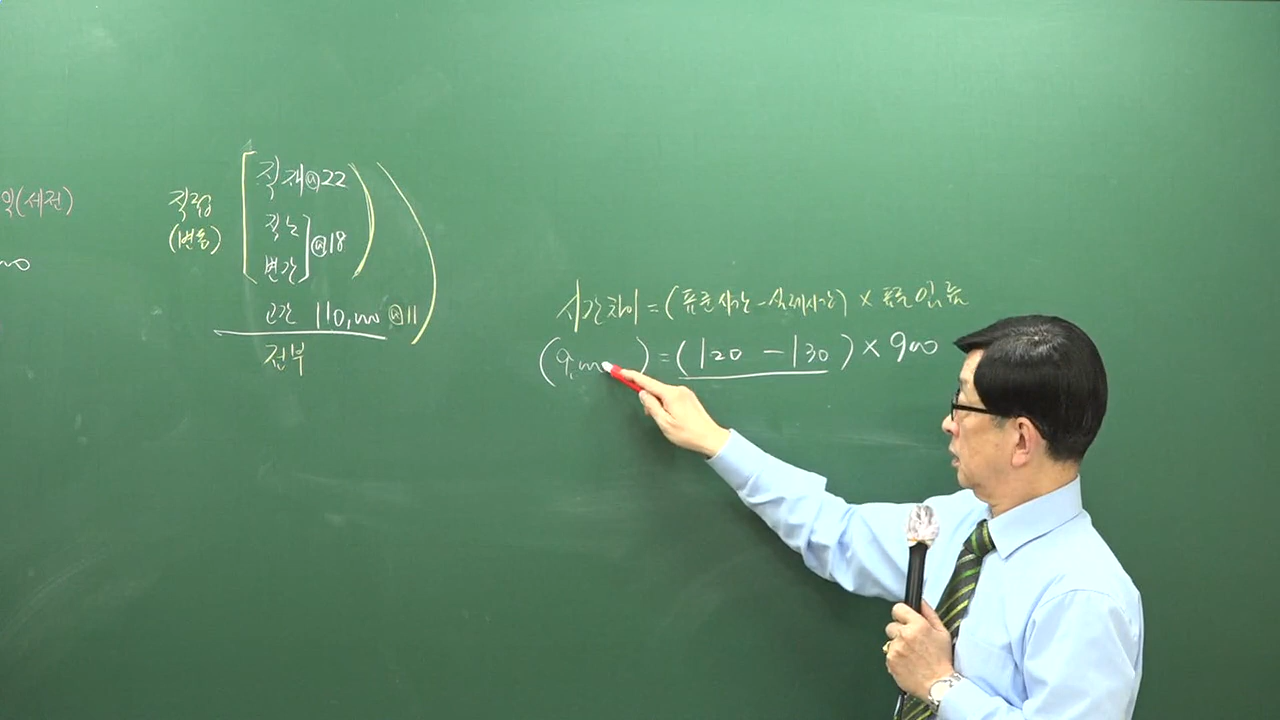 익(세전)
직접
(변동)
직재@22
직노
변간
@18
고간 110,000 @11
전부
시간차이 = (표준시간 - 실제시간) × 표준임률
(9,000) = (120 - 130) × 900